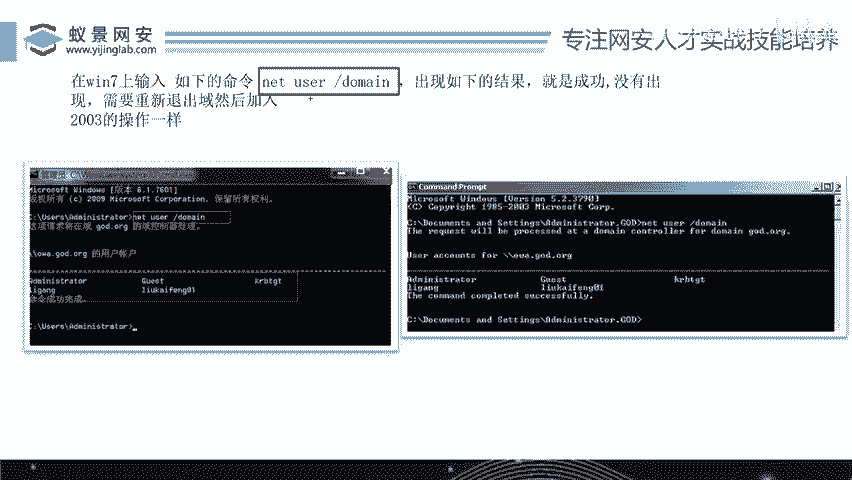 蚁景网安
www.yijinglab.com
专注网安人才实战技能培养
在win7上输入 如下的命令 net user /domain ，出现如下的结果，就是成功,没有出
现，需要重新退出域然后加入
2003的操作一样
Microsoft Windows [版本 6.1.7601]
版权所有 (c) 2009 Microsoft Corporation。保留所有权利。
C:\Users\Administrator>net user /domain
这项请求将在域 god.org 的域控制器处理。
\\owa.god.org 的用户帐户
Administrator Guest krbtgt
ligang liukaifeng01
命令成功完成。
C:\Users\Administrator>
Command Prompt
Microsoft Windows [Version 5.2.3790]
(C) Copyright 1985-2003 Microsoft Corp.
C:\Documents and Settings\Administrator.GOD>net user /domain
The request will be processed at a domain controller for domain god.org.
User accounts for \\owa.god.org
Administrator Guest krbtgt
ligang liukaifeng01
The command completed successfully.
C:\Documents and Settings\Administrator.GOD>